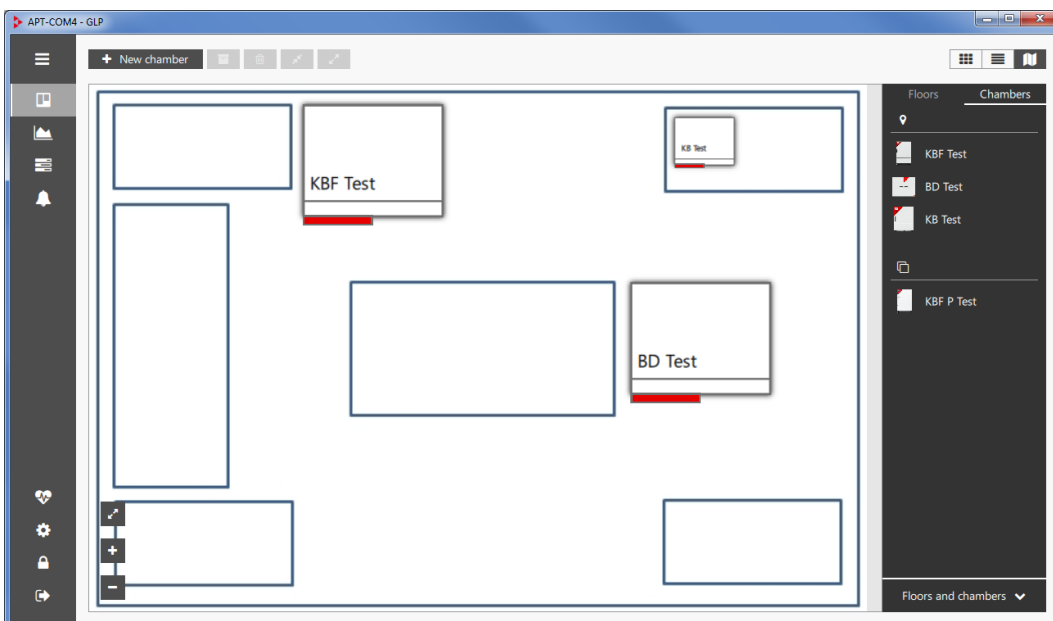 APT-COM4 - GLP
New chamber
Floors Chambers
KBF Test
BD Test
KB Test
KBF P Test
KBF Test
KB Test
BD Test
Floors and chambers